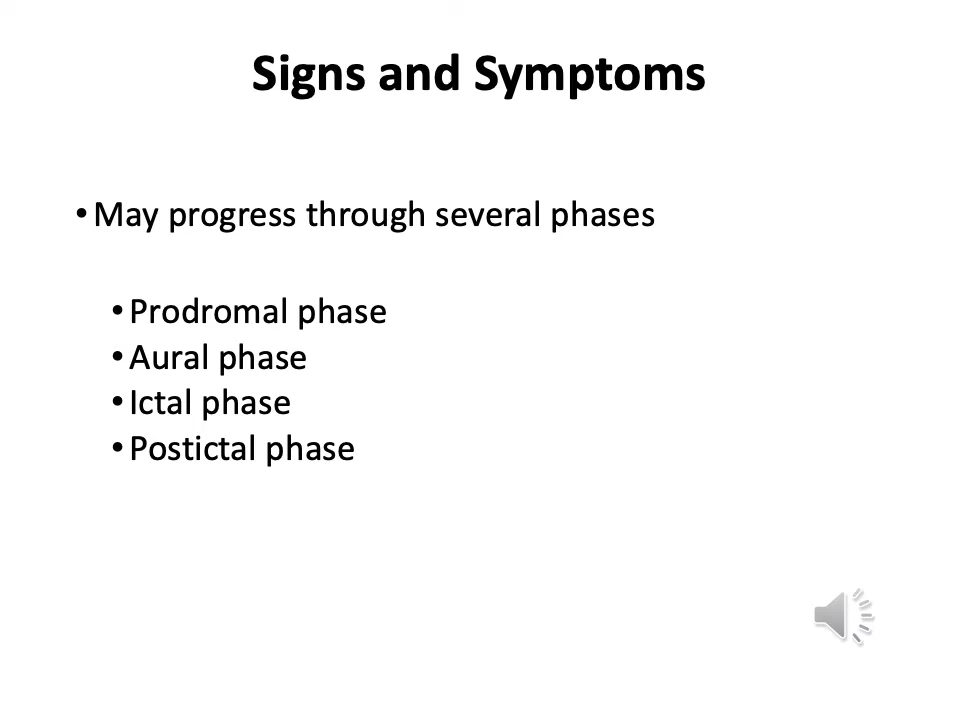 Signs and Symptoms
• May progress through several phases
• Prodromal phase
• Aural phase
• Ictal phase
• Postictal phase